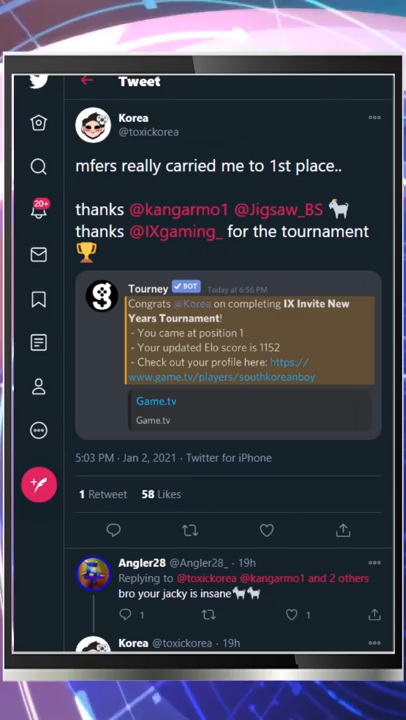 Tweet
Korea
@toxickorea
mfers really carried me to 1st place..
thanks @kangarmo1 @Jigsaw_BS 🐐
thanks @IXgaming_ for the tournament
🏆
Tourney ✔ BOT Today at 6:56 PM
Congrats @Korea on completing IX Invite New
Years Tournament!
- You came at position 1
- Your updated Elo score is 1152
- Check out your profile here: https://
www.game.tv/players/southkoreanboy
Game.tv
Game.tv
5:03 PM · Jan 2, 2021 · Twitter for iPhone
1 Retweet 58 Likes
20+
Angler28 @Angler28_ · 19h
Replying to @toxickorea @kangarmo1 and 2 others
bro your jacky is insane🐐🐐
1 1
Korea @toxickorea · 19h